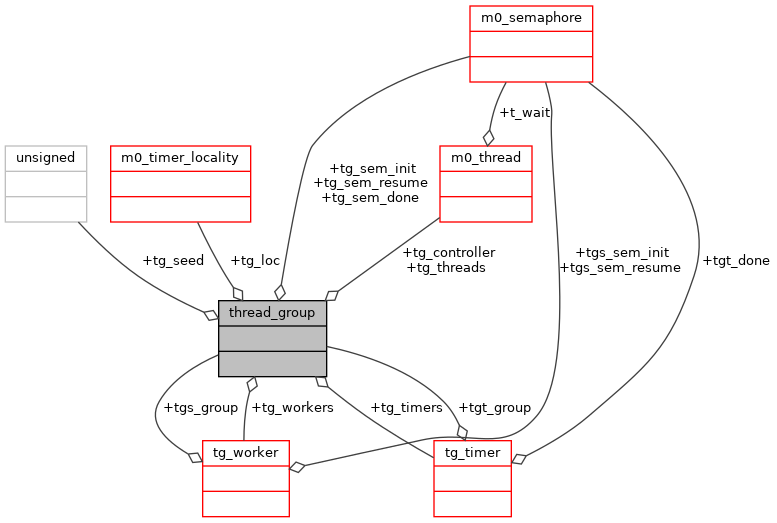 m0_semaphore
+t_wait
unsigned
m0_timer_locality
m0_thread
+tg_sem_init
+tg_sem_resume
+tg_sem_done
+tg_seed
+tg_loc
+tg_controller
+tg_threads
+tgs_sem_init
+tgs_sem_resume
+tgt_done
thread_group
+tgs_group
+tg_workers
+tg_timers
+tgt_group
tg_worker
tg_timer